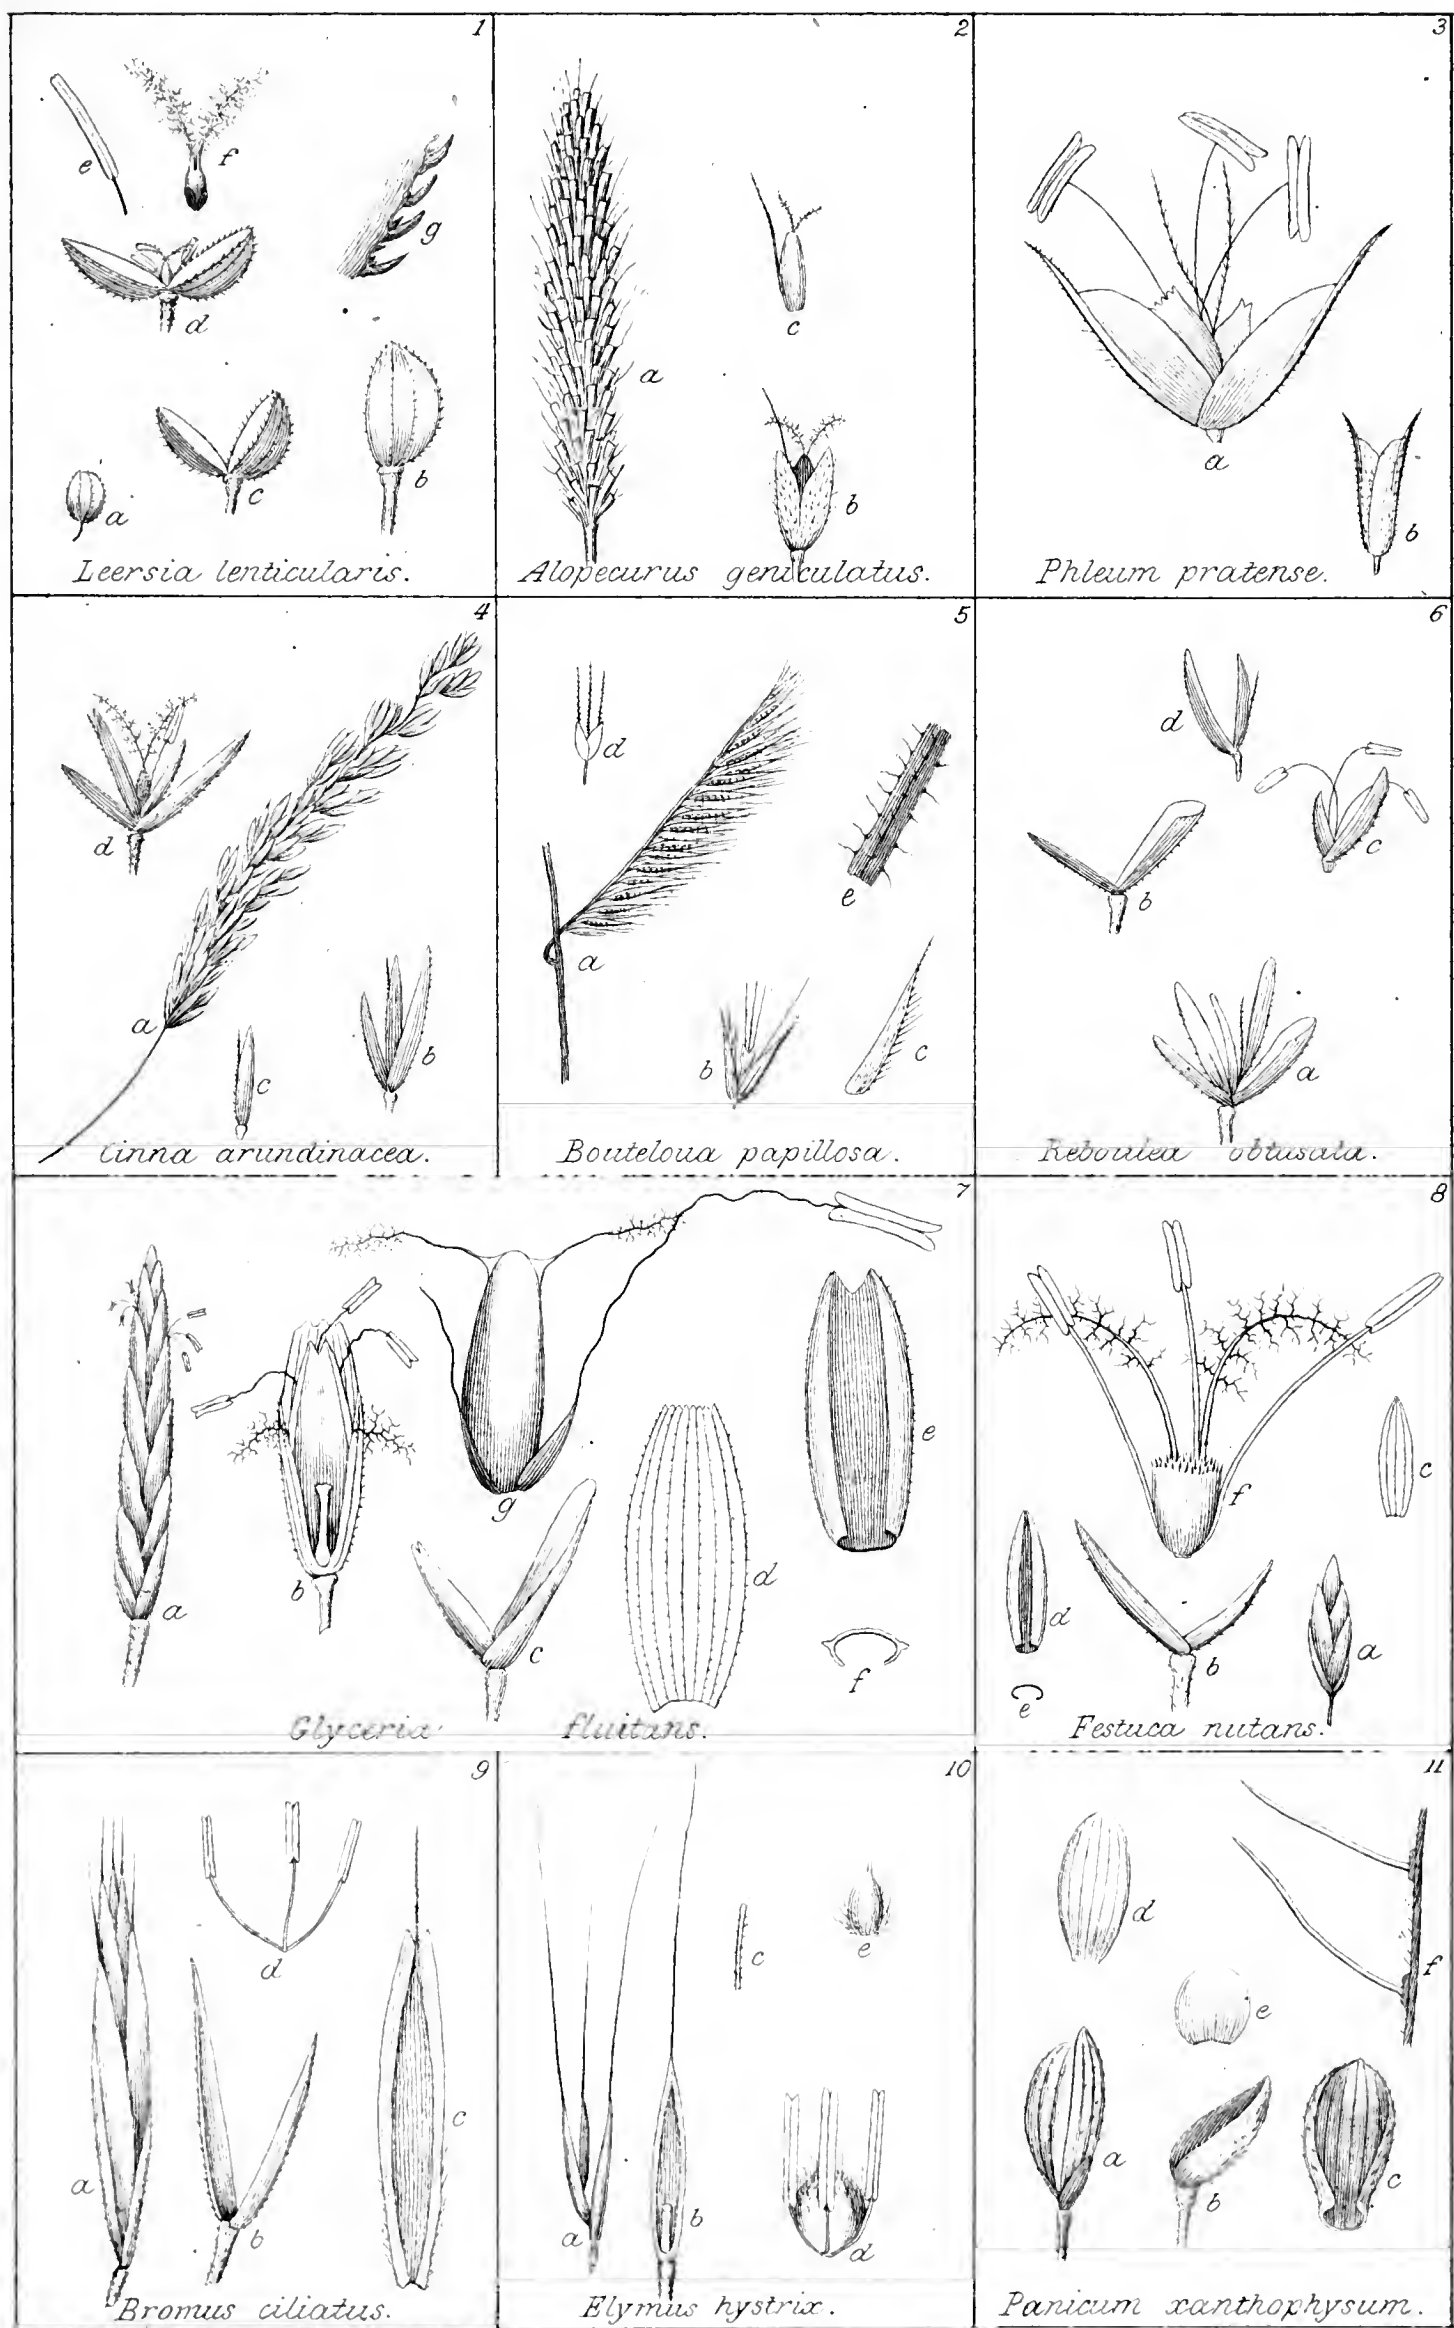 1
e
f
g
d
a
c
b
Leersia lenticularis.
2
a
c
b
Alopecurus geniculatus.
3
a
b
Phleum pratense.
4
d
a
c
b
Cinna arundinacea.
5
d
e
a
b
c
Bouteloua papillosa.
6
d
c
b
a
Reboulea obtusata.
7
g
e
d
b
a
c
f
Glyceria fluitans.
8
c
f
d
e
b
a
Festuca nutans.
9
d
c
a
b
Bromus ciliatus.
10
c
e
a
b
d
Elymus hystrix.
11
d
f
e
a
b
c
Panicum xanthophysum.